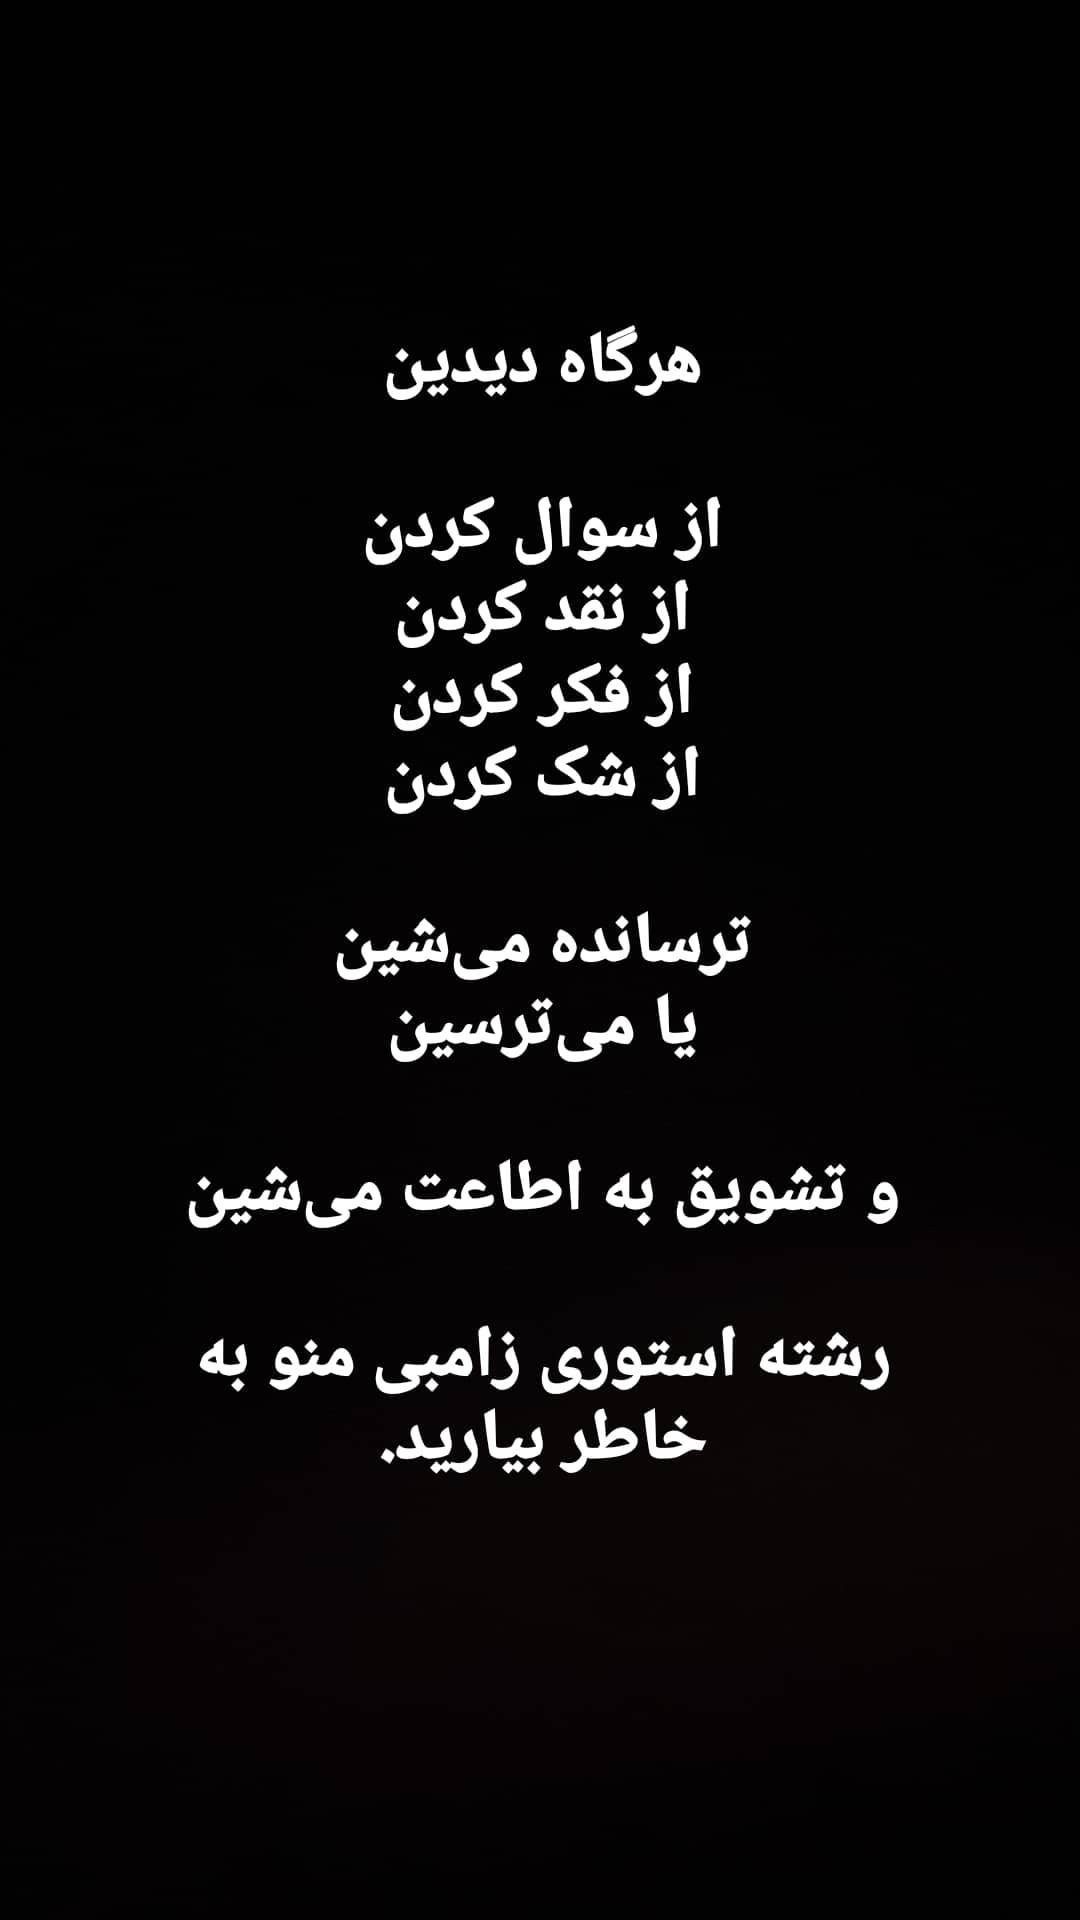 هرگاه دیدین
از سوال کردن
از نقد کردن
از فکر کردن
از شک کردن
ترسانده می‌شین
یا می‌ترسین
و تشویق به اطاعت می‌شین
رشته استوری زامبی منو به
خاطر بیارید.